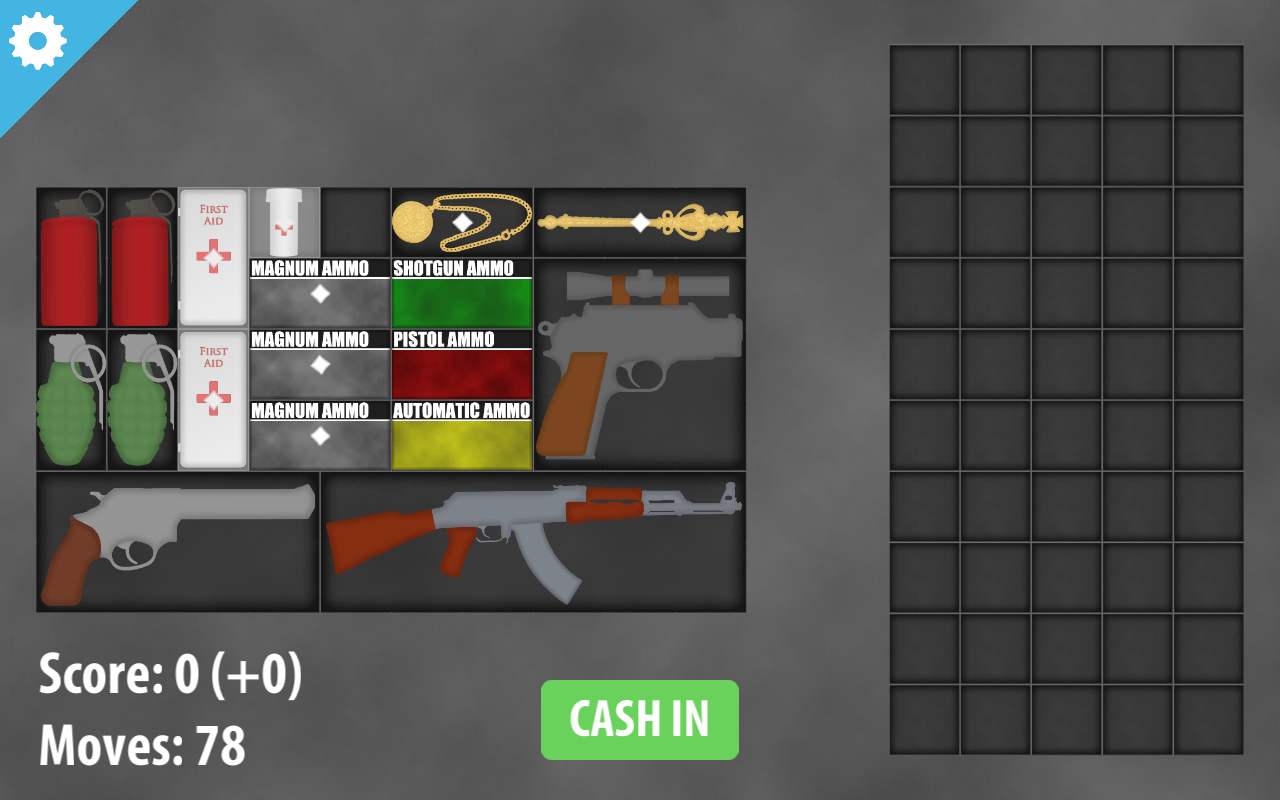 FIRST
AID
MAGNUM AMMO
SHOTGUN AMMO
FIRST
AID
MAGNUM AMMO
PISTOL AMMO
MAGNUM AMMO
AUTOMATIC AMMO
Score: 0 (+0)
Moves: 78
CASH IN